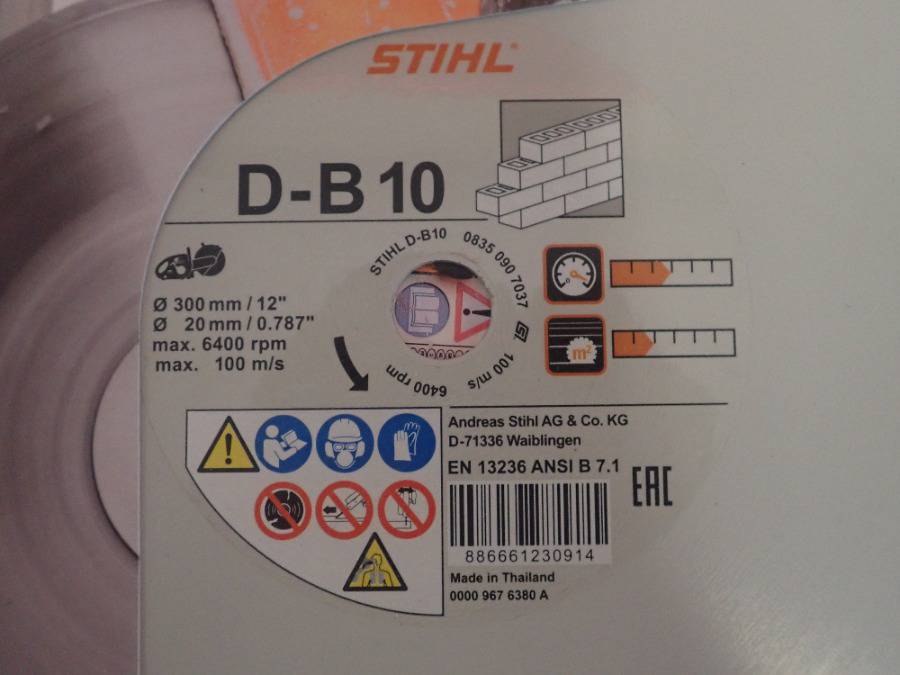 STIHL
D-B 10
STIHL D-B10 0835 090 7037 100 m/s 6400 rpm
Ø 300 mm / 12"
Ø 20 mm / 0.787"
max. 6400 rpm
max. 100 m/s
0
m²
Andreas Stihl AG & Co. KG
D-71336 Waiblingen
EN 13236 ANSI B 7.1
EAC
886661230914
Made in Thailand
0000 967 6380 A